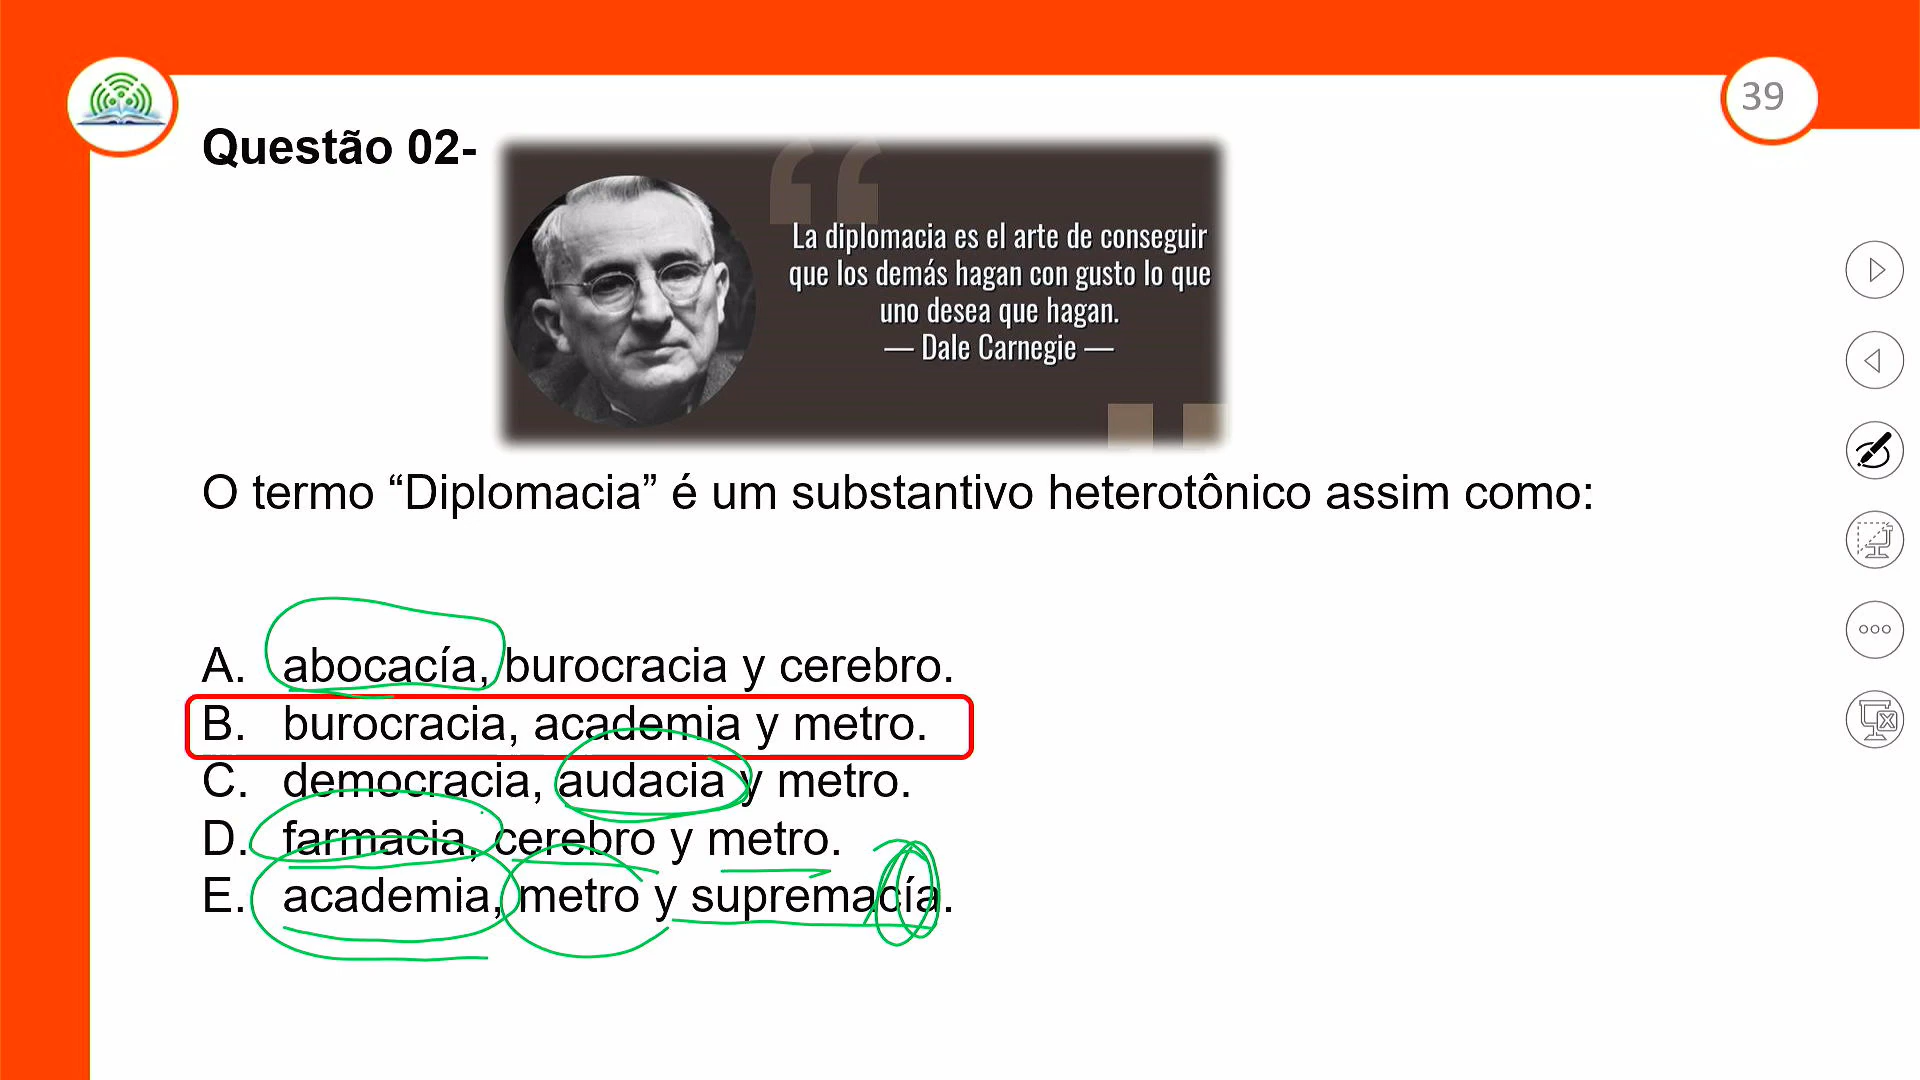 39
Questão 02-
La diplomacia es el arte de conseguir
que los demás hagan con gusto lo que
uno desea que hagan.
— Dale Carnegie —
O termo “Diplomacia” é um substantivo heterotônico assim como:
A. abocacía, burocracia y cerebro.
B. burocracia, academia y metro.
C. democracia, audacia y metro.
D. farmacia, cerebro y metro.
E. academia, metro y supremacía.